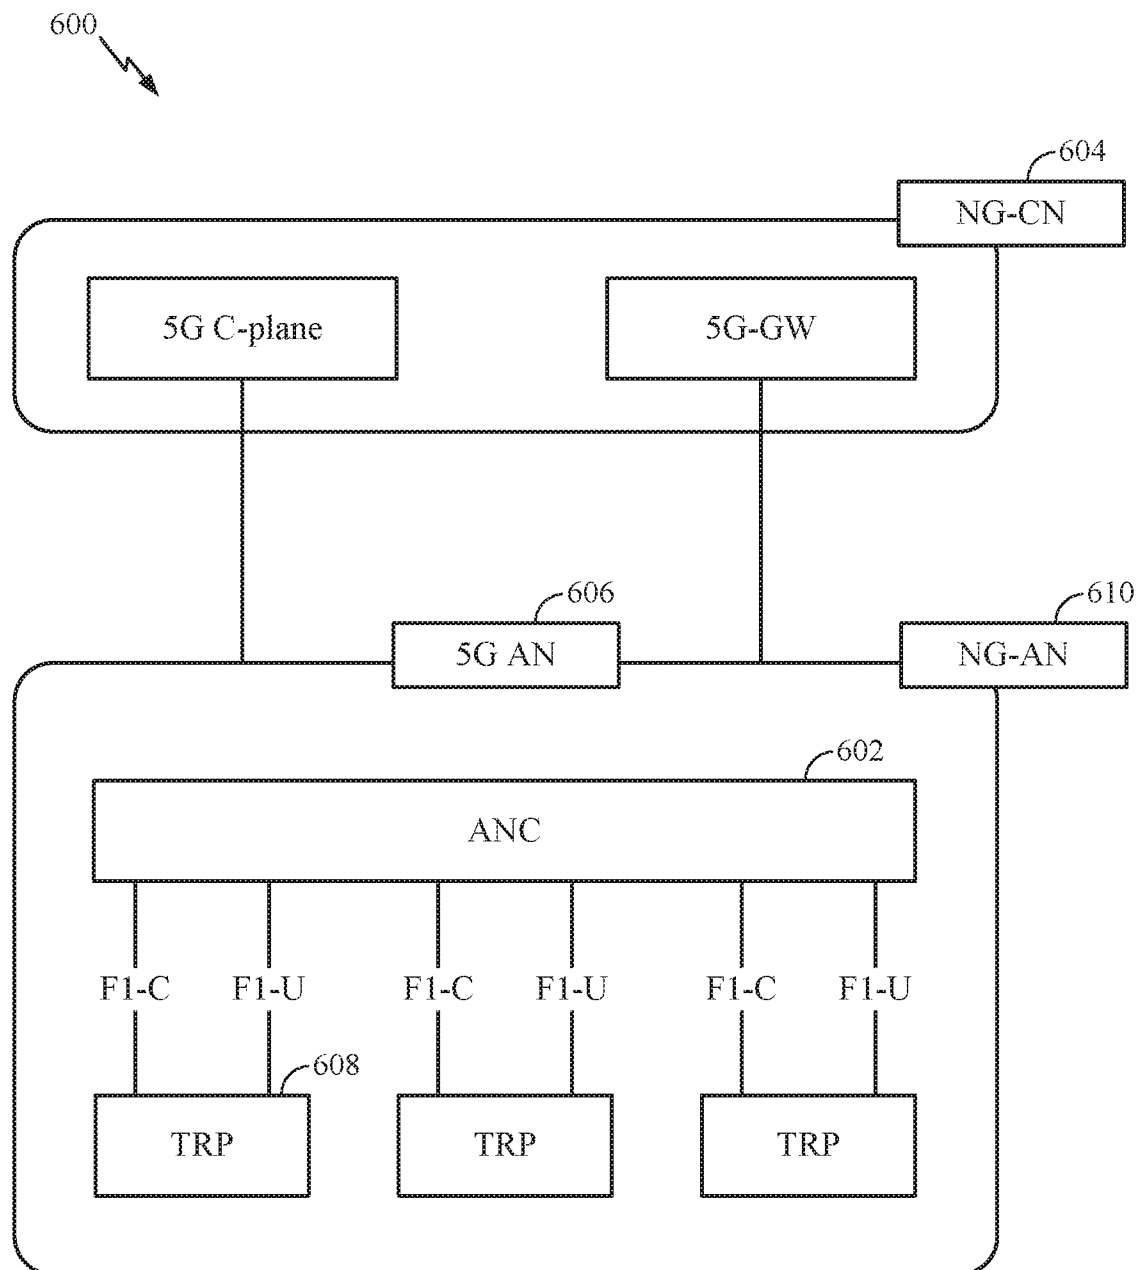 600
604
NG-CN
5G C-plane
5G-GW
606
610
5G AN
NG-AN
602
ANC
F1-C F1-U F1-C F1-U F1-C F1-U
608
TRP TRP TRP